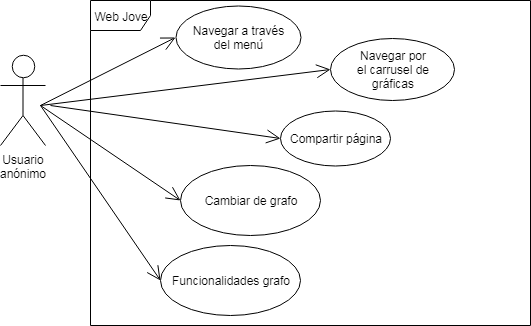 Web Jove
Navegar a través
del menú
Navegar por
el carrusel de
gráficas
Compartir página
Usuario
anónimo
Cambiar de grafo
Funcionalidades grafo